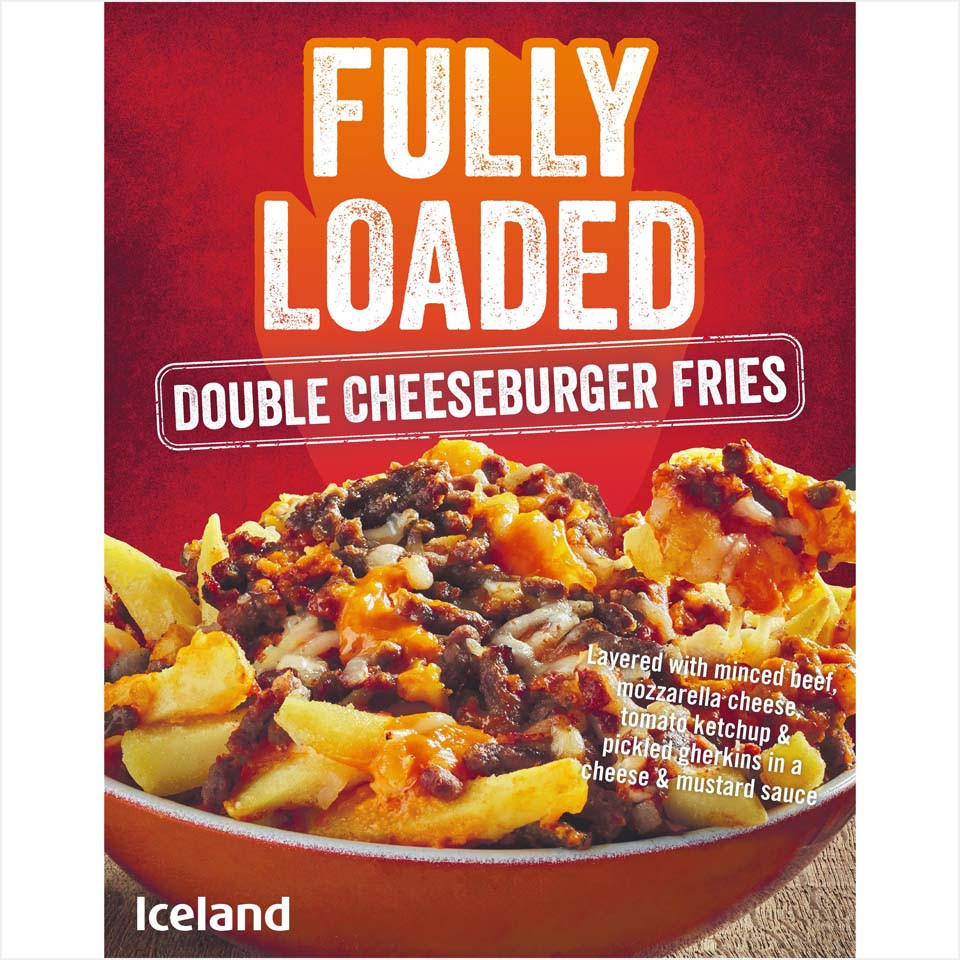 FULLY
LOADED
DOUBLE CHEESEBURGER FRIES
Layered with minced beef,
mozzarella cheese,
tomato ketchup &
pickled gherkins in a
cheese & mustard sauce
Iceland